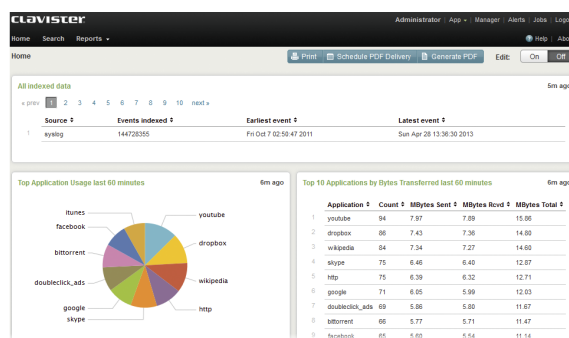 clavister
Administrator | App | Manager | Alerts | Jobs | Logo
Home Search Reports
Help | Abo
Home
Print Schedule PDF Delivery Generate PDF Edit: On Off
All indexed data 5m ago
« prev 1 2 3 4 5 6 7 8 9 10 next »
Source Events indexed Earliest event Latest event
1 syslog 144728355 Fri Oct 7 02:50:47 2011 Sun Apr 28 13:36:30 2013
Top Application Usage last 60 minutes 6m ago
itunes
facebook
bittorrent
doubleclick_ads
google
skype
youtube
dropbox
wikipedia
http
Top 10 Applications by Bytes Transferred last 60 minutes 6m ago
Application Count MBytes Sent MBytes Rcvd MBytes Total
1 youtube 94 7.97 7.89 15.86
2 dropbox 86 7.43 7.36 14.80
3 wikipedia 84 7.34 7.27 14.60
4 skype 75 6.46 6.40 12.87
5 http 75 6.39 6.32 12.71
6 google 71 6.05 5.99 12.03
7 doubleclick_ads 69 5.86 5.80 11.67
8 bittorrent 66 5.77 5.71 11.47
9 facebook 65 5.60 5.54 11.14